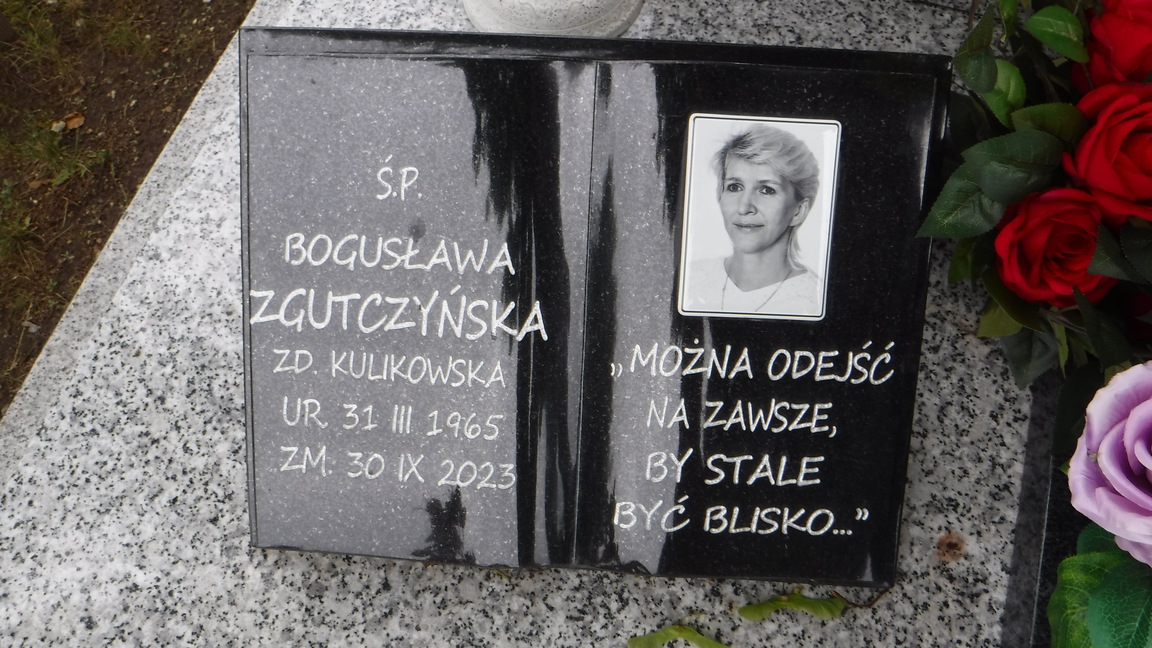 Ś.P.
BOGUSŁAWA
ZGUTCZYŃSKA
ZD. KULIKOWSKA
UR. 31 III 1965
ZM. 30 IX 2023
„MOŻNA ODEJŚĆ
NA ZAWSZE,
BY STALE
BYĆ BLISKO..."